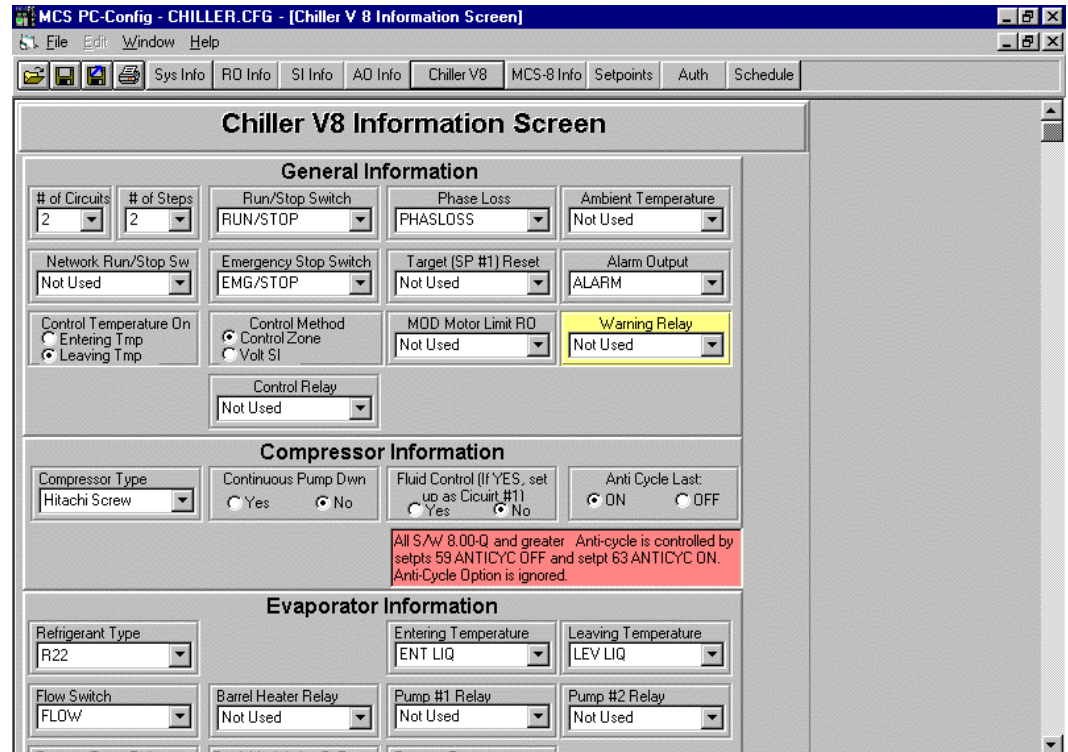 MCS PC-Config - CHILLER.CFG - [Chiller V 8 Information Screen]
File Edit Window Help
Sys Info RO Info SI Info AO Info Chiller V8 MCS-8 Info Setpoints Auth Schedule
Chiller V8 Information Screen
General Information
# of Circuits # of Steps Run/Stop Switch Phase Loss Ambient Temperature
2 2 RUN/STOP PHASLOSS Not Used
Network Run/Stop Sw Emergency Stop Switch Target (SP #1) Reset Alarm Output
Not Used EMG/STOP Not Used ALARM
Control Temperature On Control Method MOD Motor Limit RO Warning Relay
Entering Tmp Control Zone Not Used Not Used
Leaving Tmp Volt SI
Control Relay
Not Used
Compressor Information
Compressor Type Continuous Pump Dwn Fluid Control (If YES, set Anti Cycle Last:
Hitachi Screw Yes No up as Cicuirt #1) ON OFF
Yes No
All S/W 8.00-Q and greater Anti-cycle is controlled by
setpts 59 ANTICYC OFF and setpt 63 ANTICYC ON.
Anti-Cycle Option is ignored.
Evaporator Information
Refrigerant Type Entering Temperature Leaving Temperature
R22 ENT LIQ LEV LIQ
Flow Switch Barrel Heater Relay Pump #1 Relay Pump #2 Relay
FLOW Not Used Not Used Not Used